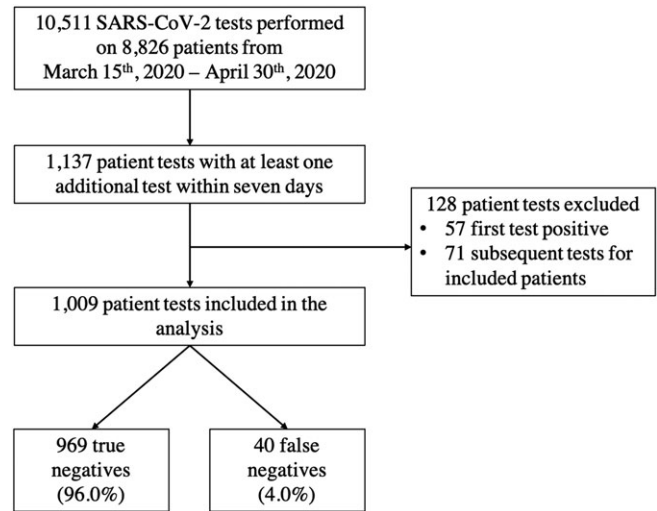 10,511 SARS-CoV-2 tests performed
on 8,826 patients from
March 15th, 2020 – April 30th, 2020
1,137 patient tests with at least one
additional test within seven days
128 patient tests excluded
• 57 first test positive
• 71 subsequent tests for
included patients
1,009 patient tests included in the
analysis
969 true
negatives
(96.0%)
40 false
negatives
(4.0%)